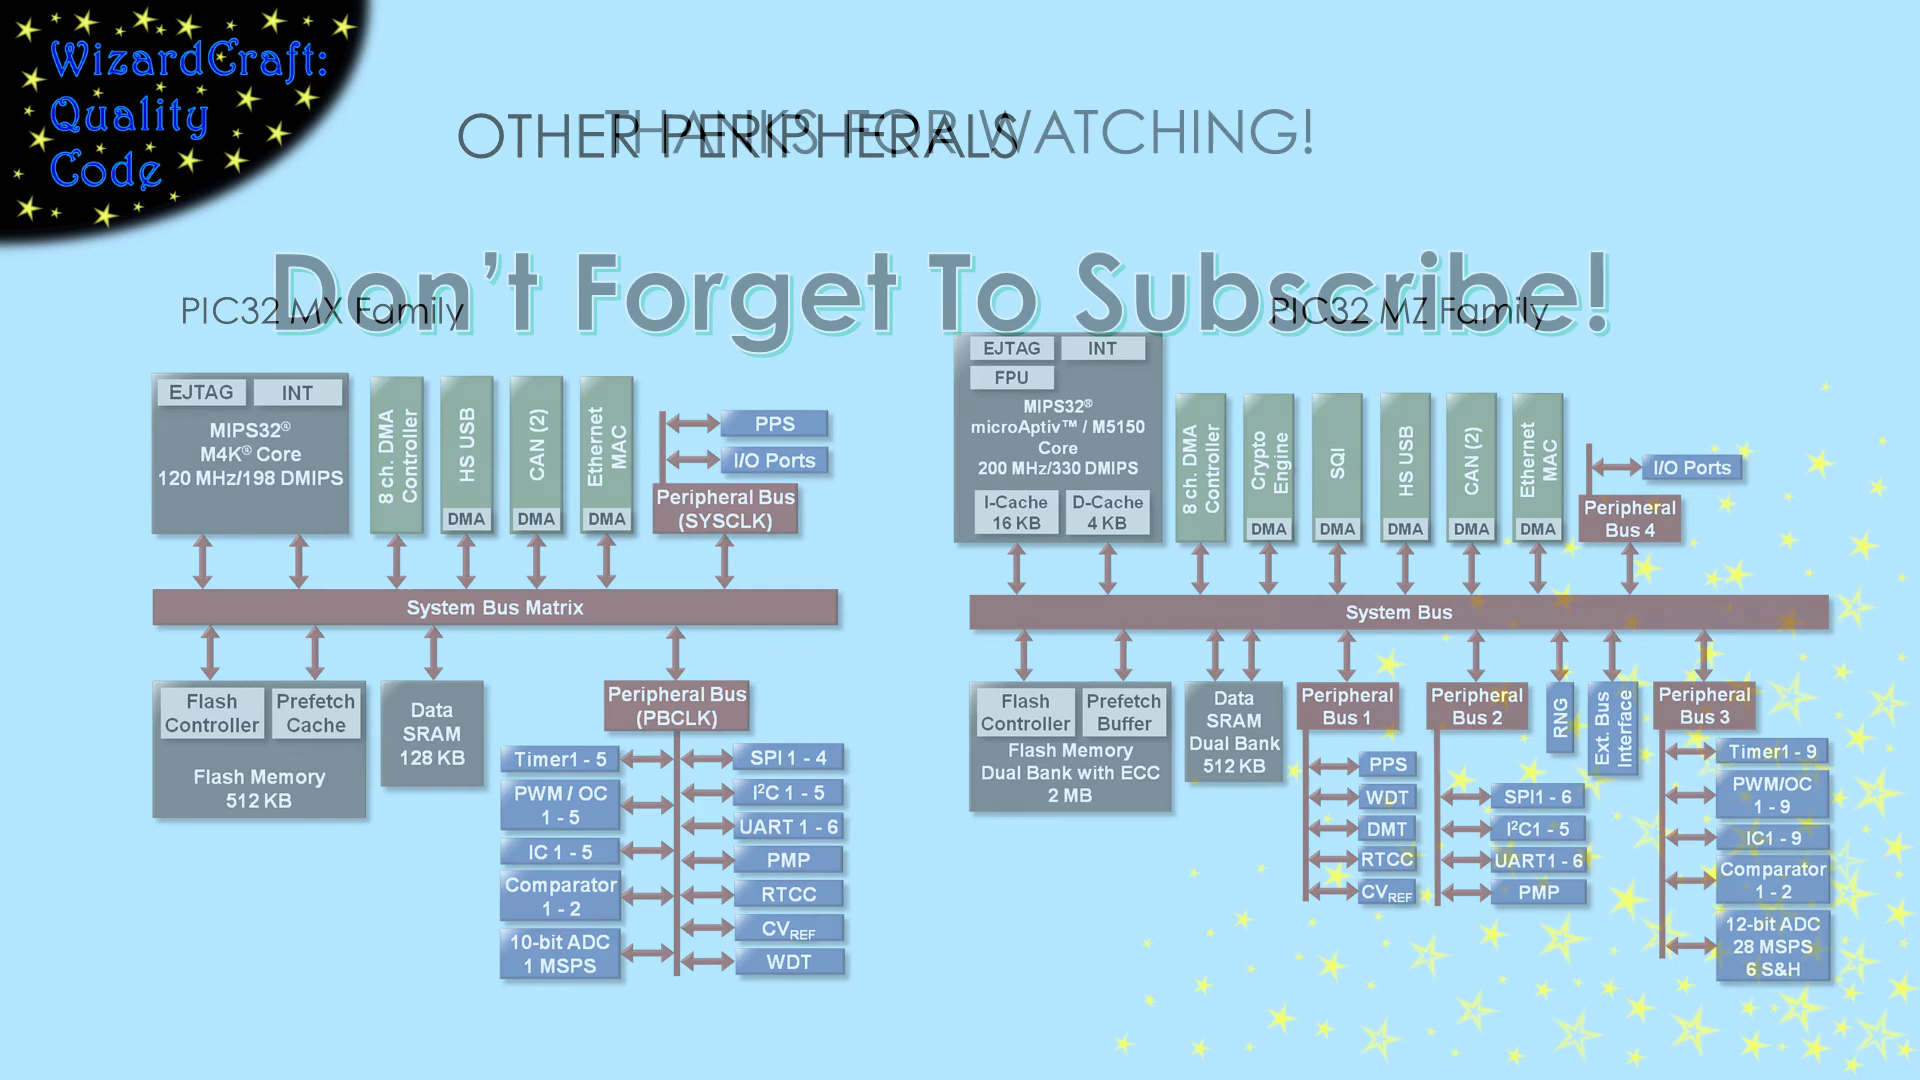 WizardCraft:
Quality
Code
OTHER PERIPHERALS
THANKS FOR WATCHING!
Don't Forget To Subscribe!
PIC32 MX Family
EJTAG
INT
MIPS32®
M4K® Core
120 MHz/198 DMIPS
8 ch. DMA
Controller
HS USB
DMA
CAN (2)
DMA
Ethernet
MAC
DMA
PPS
I/O Ports
Peripheral Bus
(SYSCLK)
System Bus Matrix
Flash
Controller
Prefetch
Cache
Flash Memory
512 KB
Data
SRAM
128 KB
Peripheral Bus
(PBCLK)
Timer1 - 5
PWM / OC
1 - 5
IC 1 - 5
Comparator
1 - 2
10-bit ADC
1 MSPS
SPI 1 - 4
I²C 1 - 5
UART 1 - 6
PMP
RTCC
CVREF
WDT
PIC32 MZ Family
EJTAG
INT
FPU
MIPS32®
microAptiv™ / M5150
Core
200 MHz/330 DMIPS
I-Cache
16 KB
D-Cache
4 KB
8 ch. DMA
Controller
Crypto
Engine
DMA
SQI
DMA
HS USB
DMA
CAN (2)
DMA
Ethernet
MAC
DMA
I/O Ports
Peripheral
Bus 4
System Bus
Flash
Controller
Prefetch
Buffer
Flash Memory
Dual Bank with ECC
2 MB
Data
SRAM
Dual Bank
512 KB
Peripheral
Bus 1
PPS
WDT
DMT
RTCC
CVREF
Peripheral
Bus 2
SPI1 - 6
I²C1 - 5
UART1 - 6
PMP
RNG
Ext. Bus
Interface
Peripheral
Bus 3
Timer1 - 9
PWM/OC
1 - 9
IC1 - 9
Comparator
1 - 2
12-bit ADC
28 MSPS
6 S&H